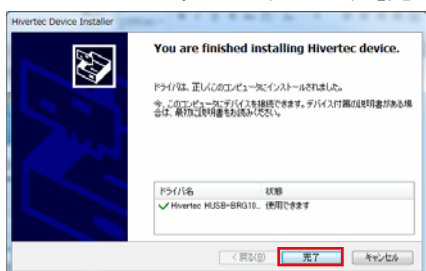 Hivertec Device Installer
You are finished installing Hivertec device.
ドライバは、正しくこのコンピュータにインストールされました。
今、このコンピュータにデバイスを接続できます。デバイス付属の説明書がある場
合は、最初に説明書をお読みください。
ドライバ名 状態
Hivertec HUSB-BRG10... 使用できます
< 戻る(B) 完了 キャンセル